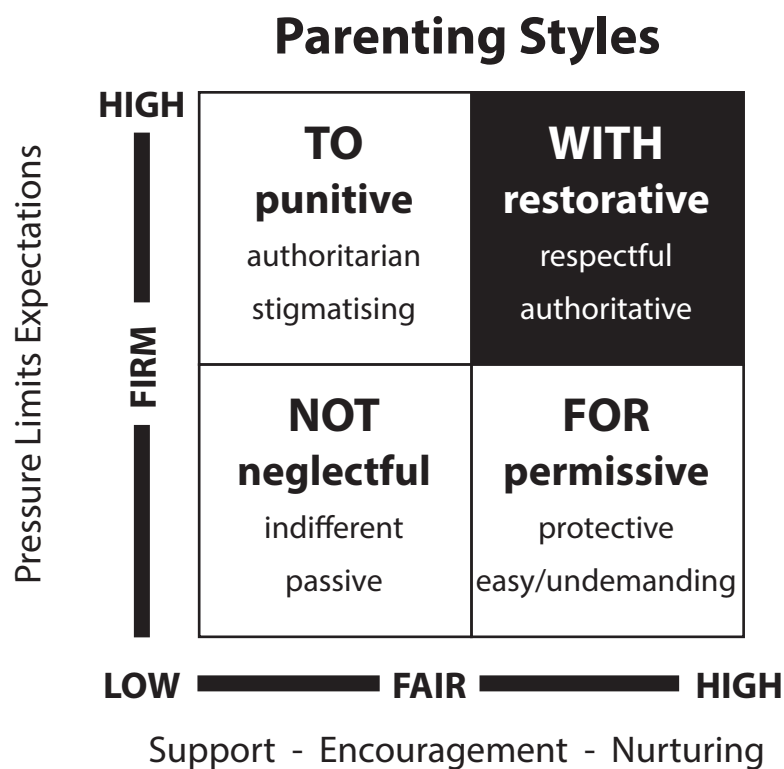 Parenting Styles
HIGH
Pressure Limits Expectations
FIRM
TO
punitive
authoritarian
stigmatising
WITH
restorative
respectful
authoritative
NOT
neglectful
indifferent
passive
FOR
permissive
protective
easy/undemanding
LOW FAIR HIGH
Support - Encouragement - Nurturing